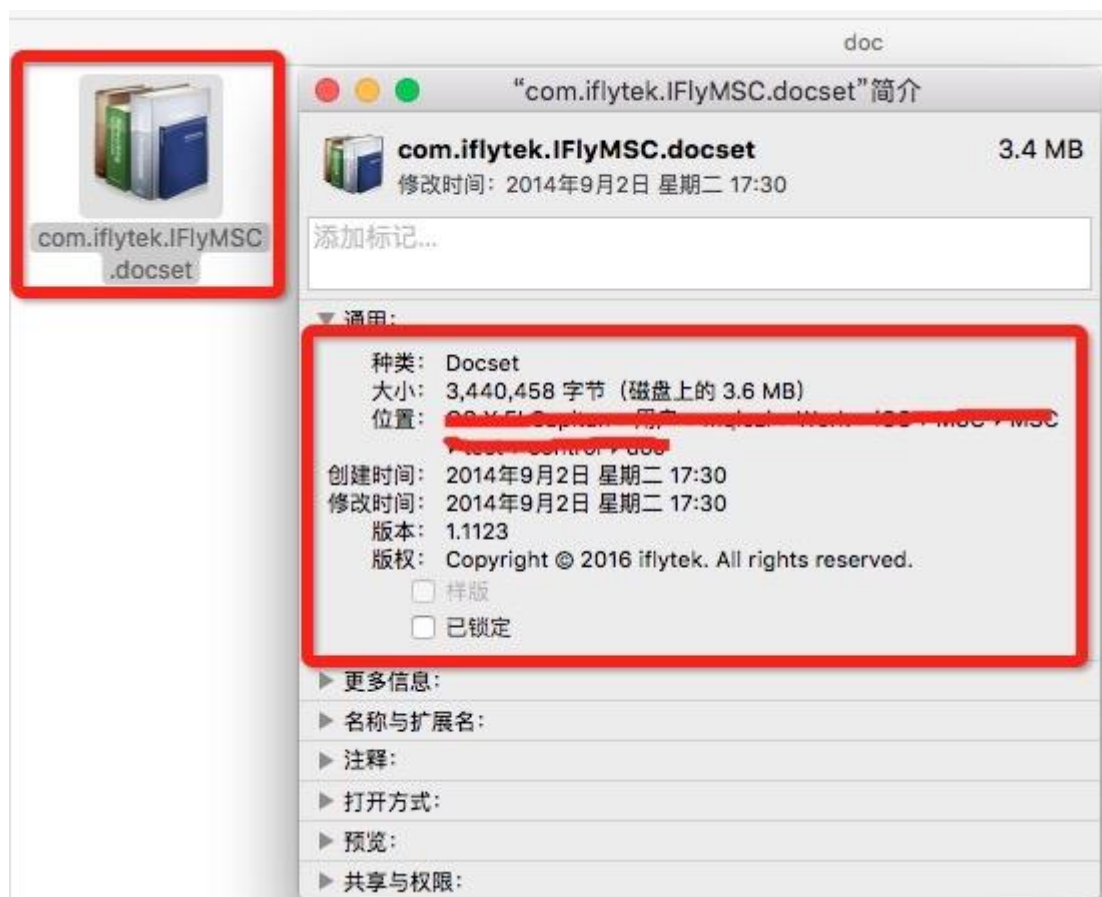 doc
com.iflytek.IFlyMSC
.docset
“com.iflytek.IFlyMSC.docset”简介
com.iflytek.IFlyMSC.docset 3.4 MB
修改时间：2014年9月2日 星期二 17:30
添加标记...
通用:
种类： Docset
大小： 3,440,458 字节（磁盘上的 3.6 MB）
位置：
创建时间： 2014年9月2日 星期二 17:30
修改时间： 2014年9月2日 星期二 17:30
版本： 1.1123
版权： Copyright © 2016 iflytek. All rights reserved.
样版
已锁定
更多信息:
名称与扩展名:
注释:
打开方式:
预览:
共享与权限: